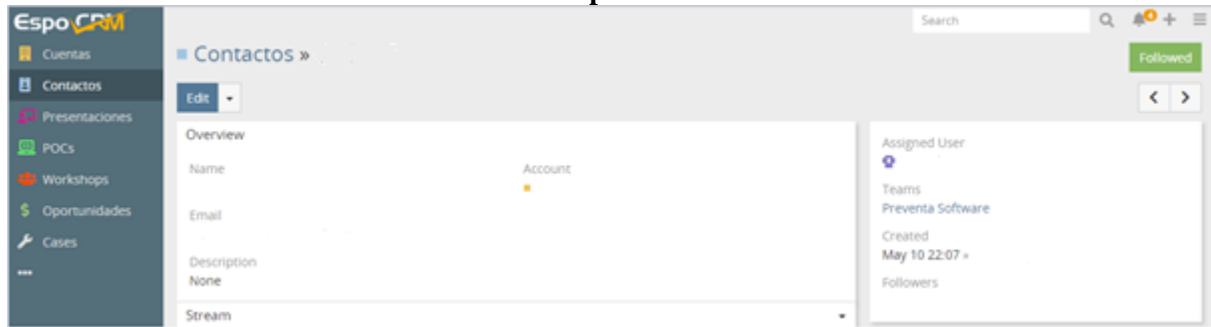 EspoCRM
Search
Cuentas
Contactos
Presentaciones
POCs
Workshops
Oportunidades
Cases
Contactos »
Followed
Edit
Overview
Name
Account
Email
Description
None
Stream
Assigned User
Teams
Preventa Software
Created
May 10 22:07 »
Followers